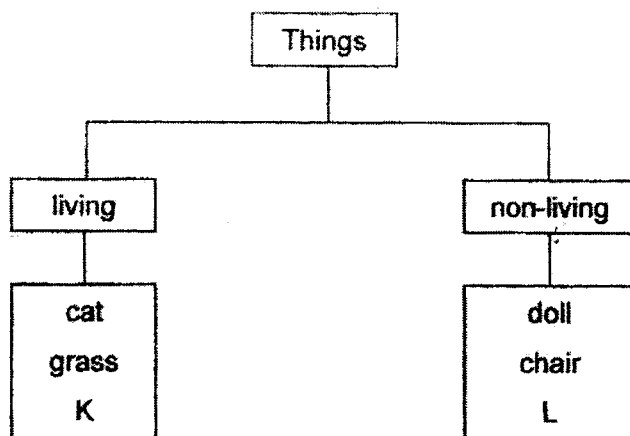 Things
living
non-living
cat
grass
K
doll
chair
L